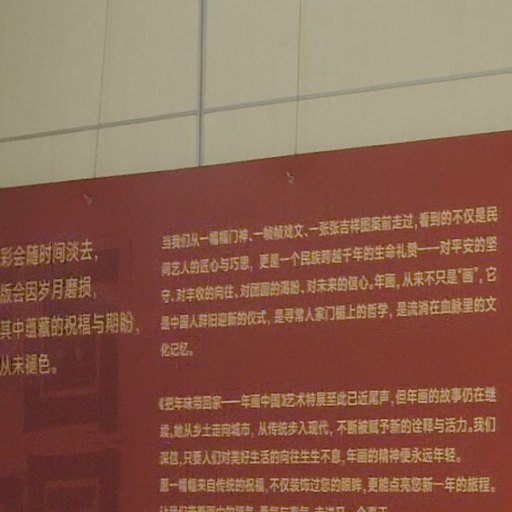 彩会随时间淡去，
版会因岁月磨损，
其中蕴藏的祝福与期盼，
从未褪色。
当我们从一幅幅门神、一帧帧戏文、一张张吉祥图案前走过，看到的不仅是民
间艺人的匠心与巧思，更是一个民族跨越千年的生命礼赞——对平安的坚
守、对丰收的向往、对团圆的渴盼、对未来的信心。年画，从来不只是“画”，它
是中国人辞旧迎新的仪式，是寻常人家门楣上的哲学，是流淌在血脉里的文
化记忆。
《把年味带回家——年画中国》艺术特展至此已近尾声，但年画的故事仍在继
续。她从乡土走向城市，从传统步入现代，不断被赋予新的诠释与活力。我们
深信，只要人们对美好生活的向往生生不息，年画的精神便永远年轻。
愿一幅幅来自传统的祝福，不仅装饰过您的眼眸，更能点亮您新一年的旅程。